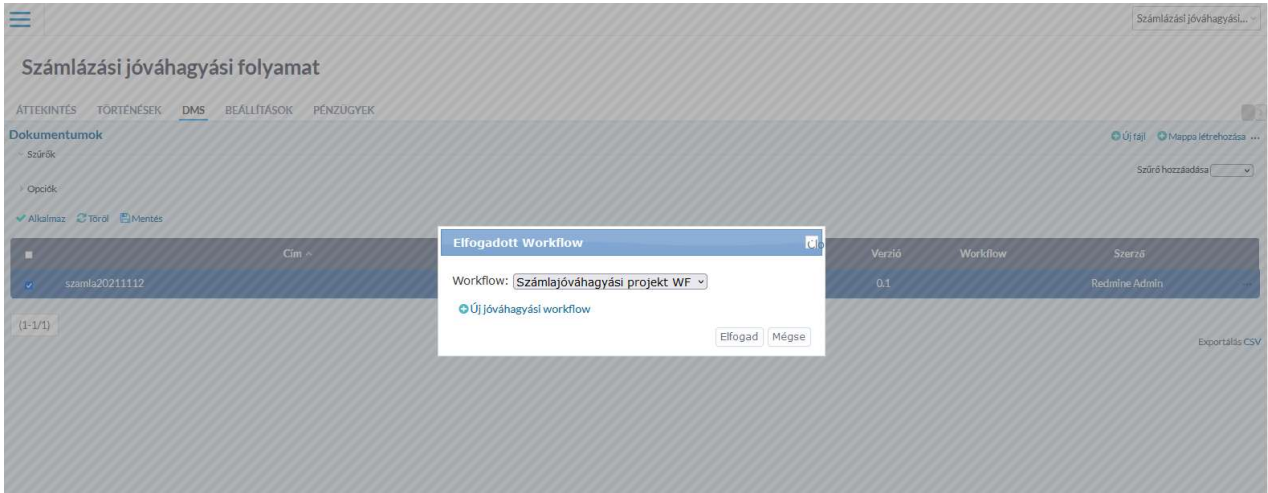 Számlázási jóváhagyási...
Számlázási jóváhagyási folyamat
ÁTTEKINTÉS TÖRTÉNÉSEK DMS BEÁLLÍTÁSOK PÉNZÜGYEK
Dokumentumok
Új fájl Mappa létrehozása ...
Szűrők
Szűrő hozzáadása
Opciók
Alkalmaz Töröl Mentés
Elfogadott Workflow
Cím Verzió Workflow Szerző
szamla20211112 0.1 Redmine Admin
Workflow: Számlajóváhagyási projekt WF
Új jóváhagyási workflow
Elfogad Mégse
(1-1/1)
Exportálás CSV